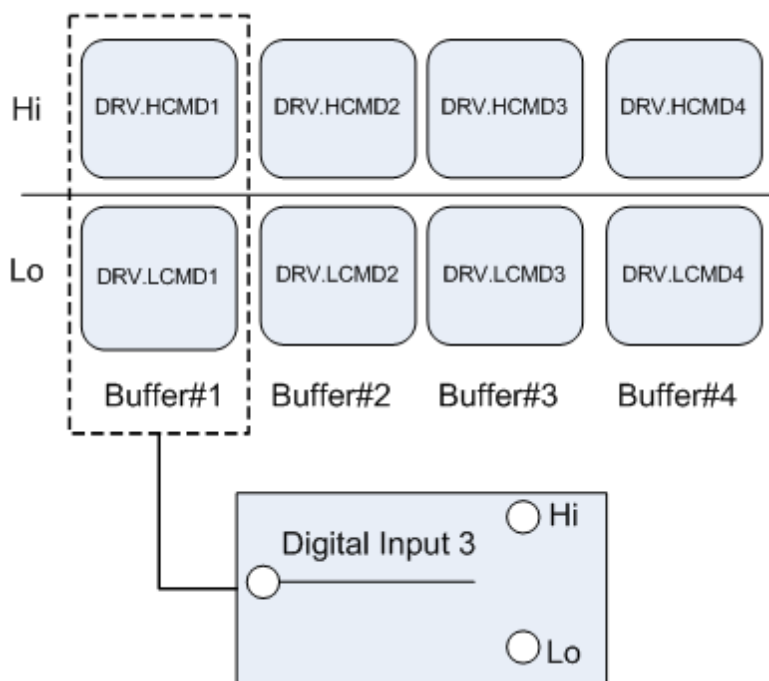 Hi
DRV.HCMD1 DRV.HCMD2 DRV.HCMD3 DRV.HCMD4
Lo
DRV.LCMD1 DRV.LCMD2 DRV.LCMD3 DRV.LCMD4
Buffer#1 Buffer#2 Buffer#3 Buffer#4
Hi
Digital Input 3
Lo